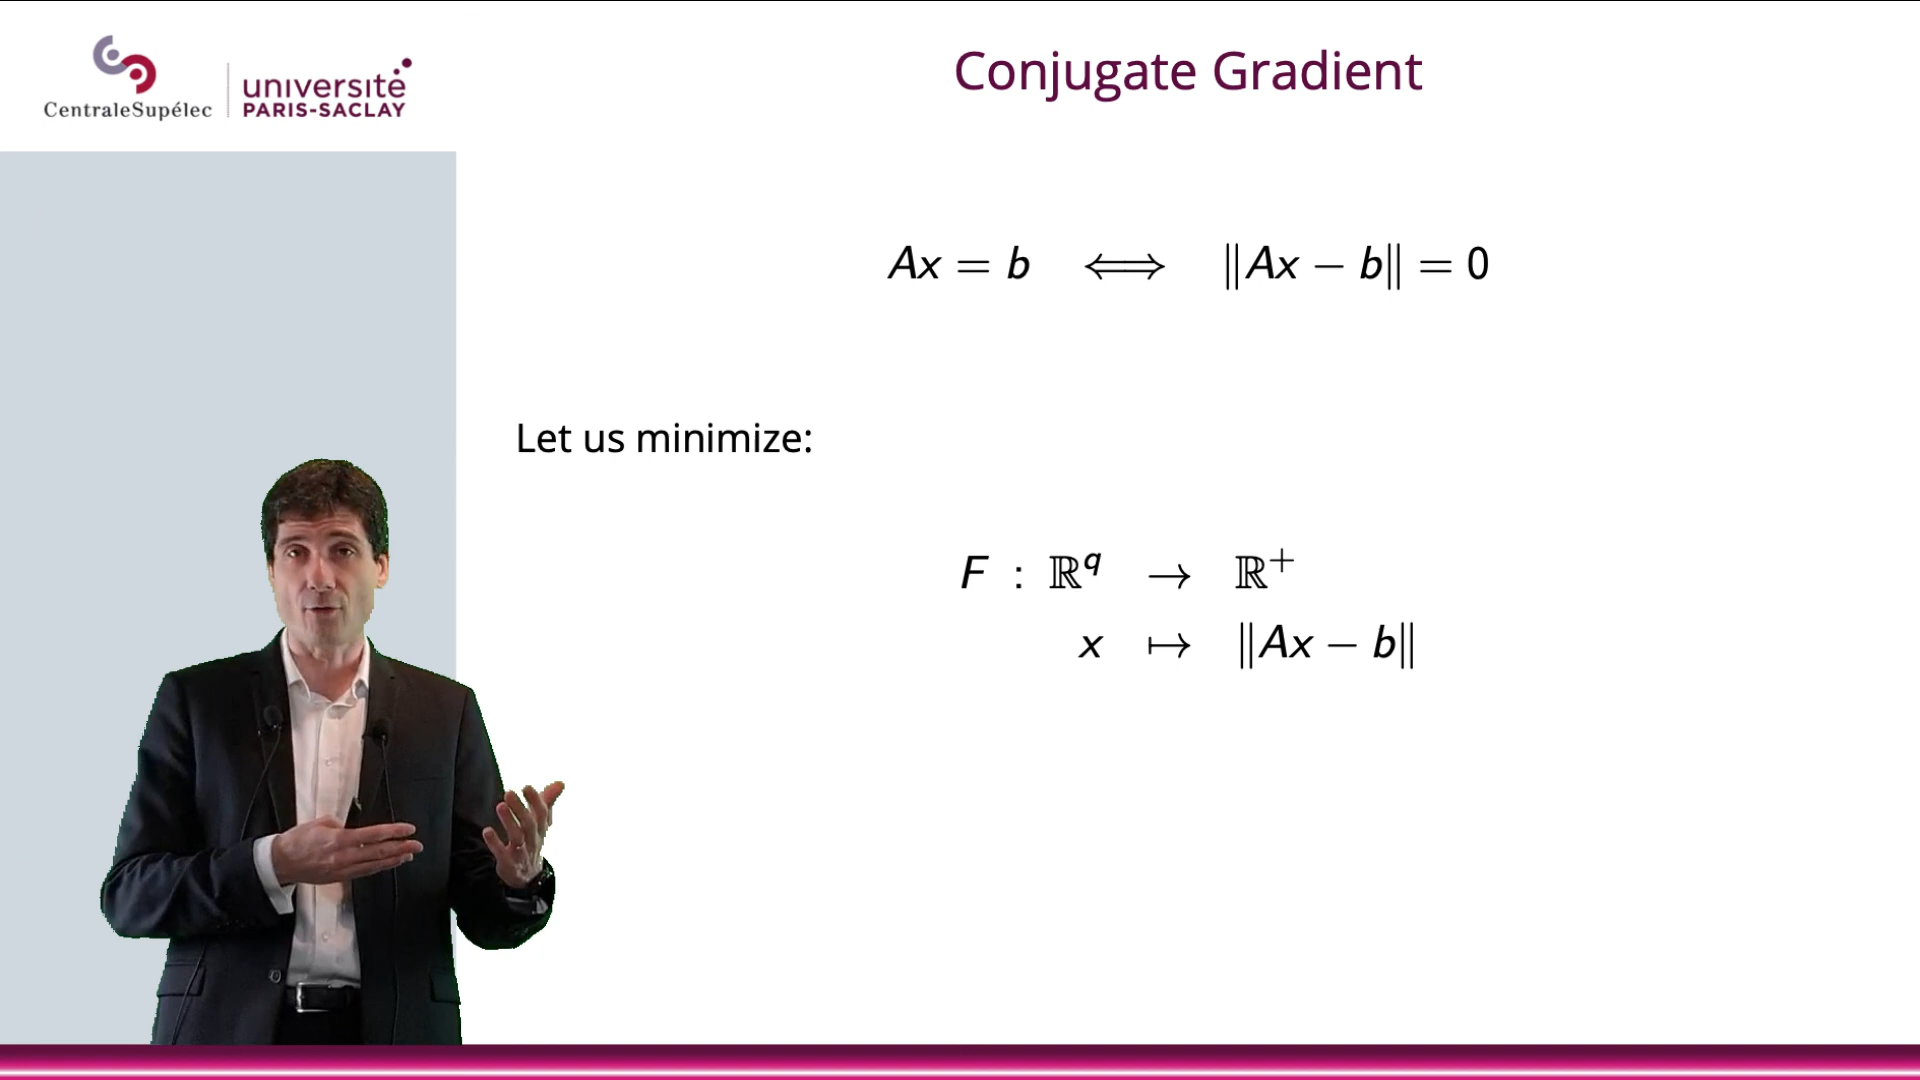 CentraleSupélec
université
PARIS-SACLAY
Conjugate Gradient
Ax = b ⟺ ‖Ax − b‖ = 0
Let us minimize:
F : ℝ^q → ℝ^+
x ↦ ‖Ax − b‖